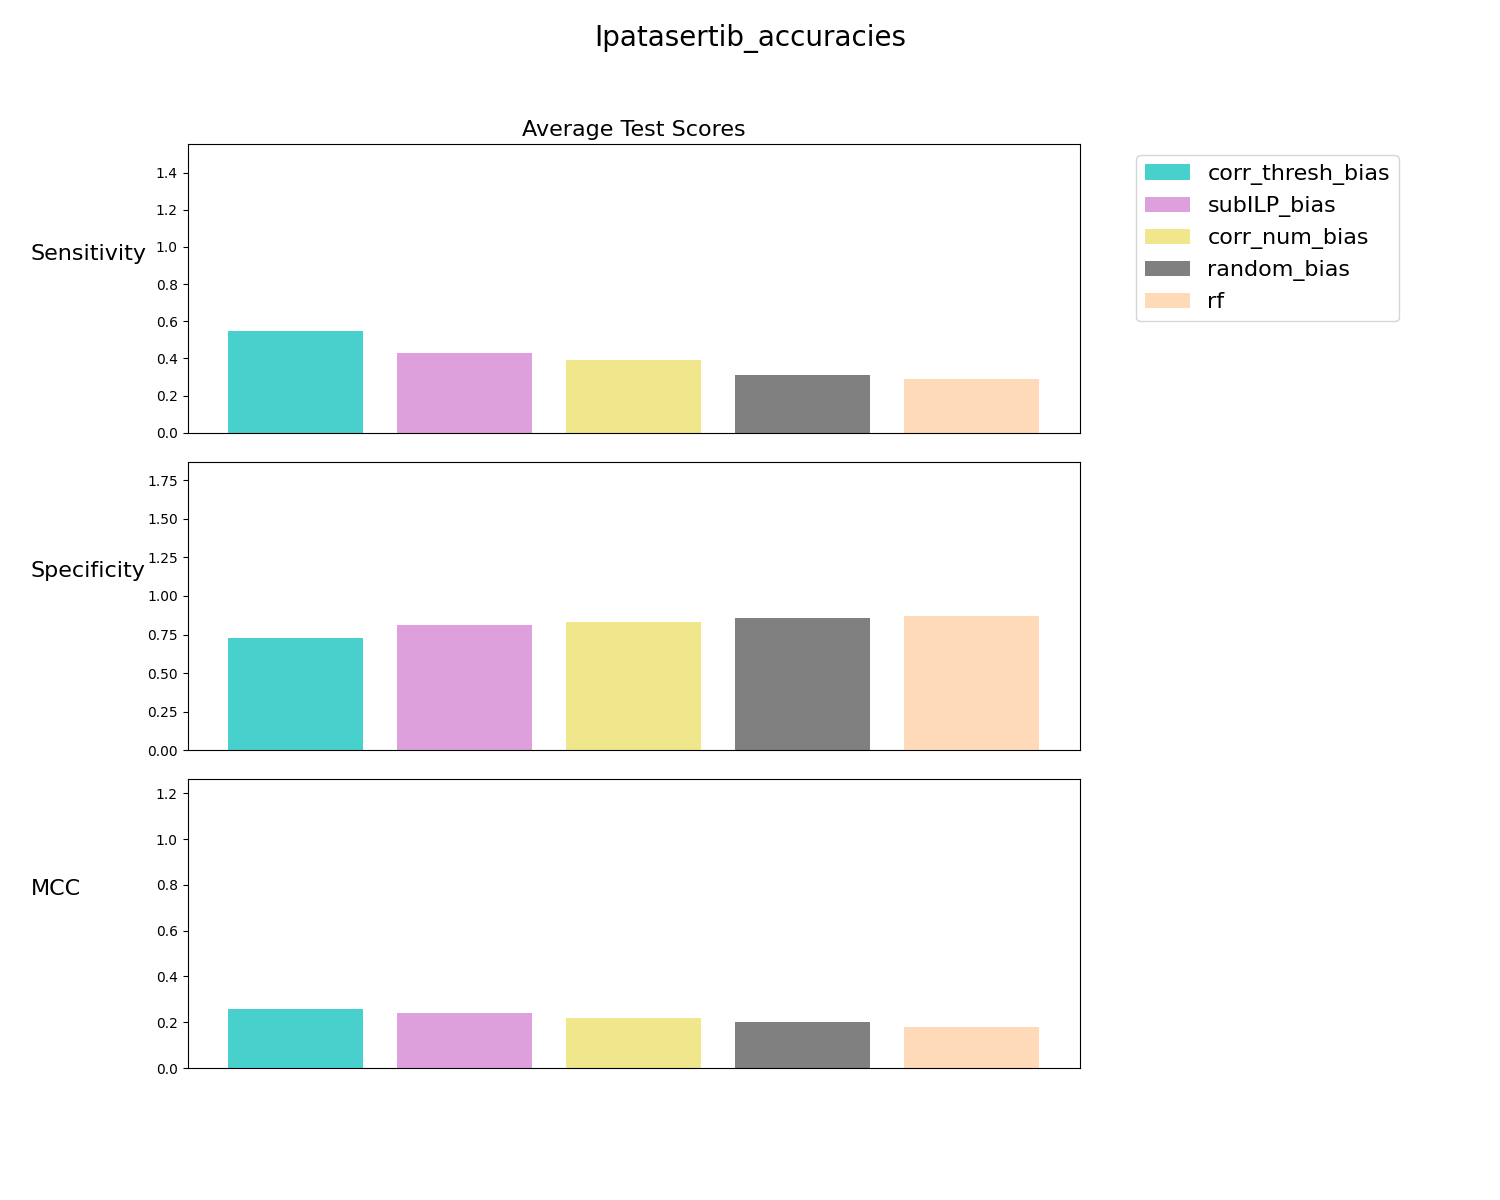 Ipatasertib_accuracies
Average Test Scores
Sensitivity
1.4
1.2
1.0
0.8
0.6
0.4
0.2
0.0
corr_thresh_bias
subILP_bias
corr_num_bias
random_bias
rf
Specificity
1.75
1.50
1.25
1.00
0.75
0.50
0.25
0.00
MCC
1.2
1.0
0.8
0.6
0.4
0.2
0.0